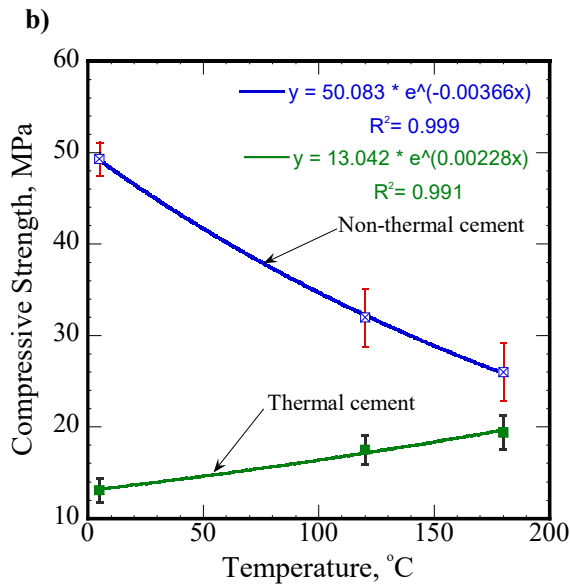 b)
60
50
40
30
20
10
0
50
100
150
200
Compressive Strength, MPa
Temperature, °C
y = 50.083 * e^(-0.00366x)
R²= 0.999
y = 13.042 * e^(0.00228x)
R²= 0.991
Non-thermal cement
Thermal cement